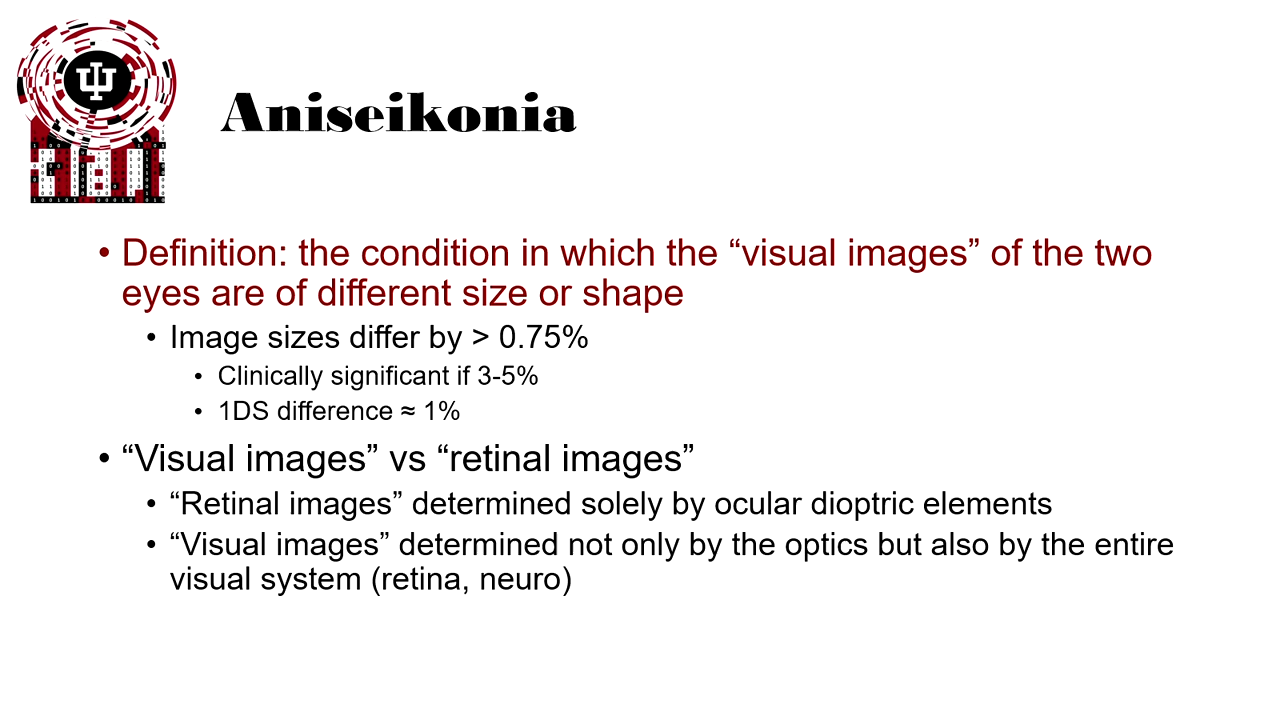 Aniseikonia
• Definition: the condition in which the “visual images” of the two
eyes are of different size or shape
• Image sizes differ by > 0.75%
• Clinically significant if 3-5%
• 1DS difference ≈ 1%
• “Visual images” vs “retinal images”
• “Retinal images” determined solely by ocular dioptric elements
• “Visual images” determined not only by the optics but also by the entire
visual system (retina, neuro)